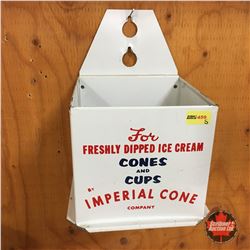 For
FRESHLY DIPPED ICE CREAM
CONES
AND
CUPS
BY IMPERIAL CONE
COMPANY